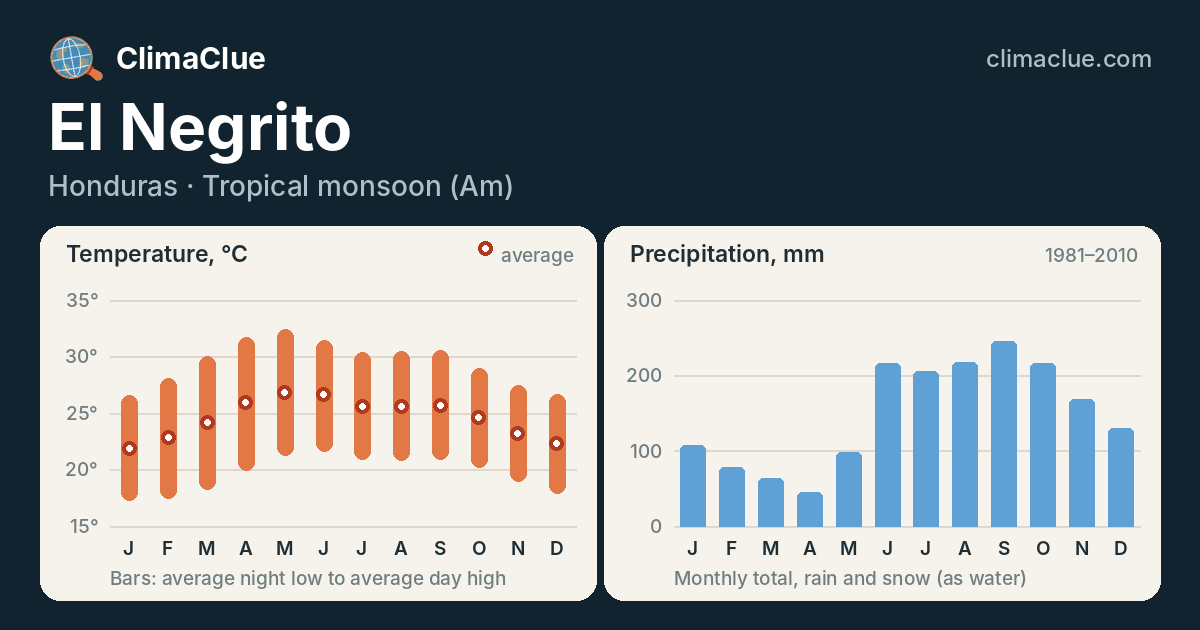 ClimaClue
climaclue.com
El Negrito
Honduras · Tropical monsoon (Am)
Temperature, °C
average
35°
30°
25°
20°
15°
J F M A M J J A S O N D
Bars: average night low to average day high
Precipitation, mm
1981–2010
300
200
100
0
J F M A M J J A S O N D
Monthly total, rain and snow (as water)